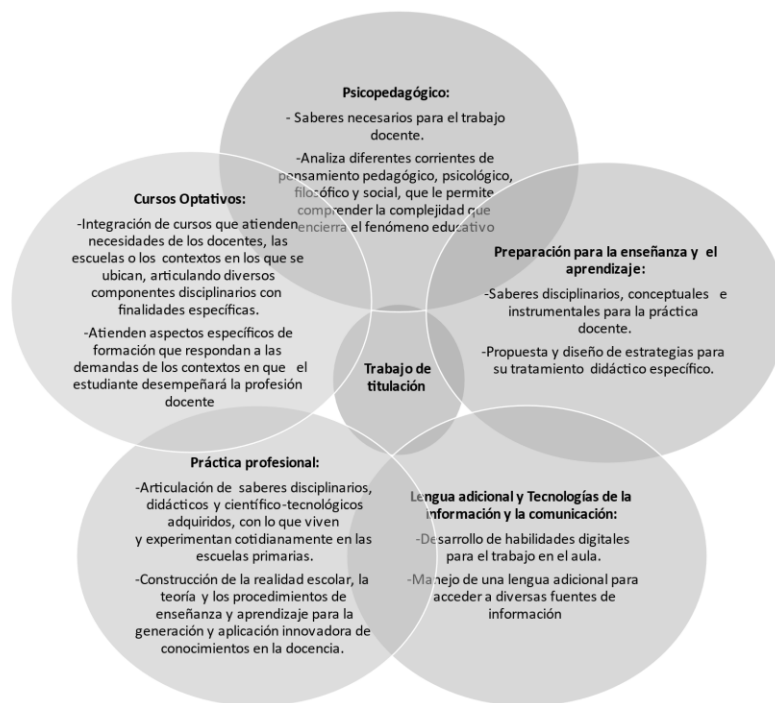 Psicopedagógico:
- Saberes necesarios para el trabajo
docente.
-Analiza diferentes corrientes de
pensamiento pedagógico, psicológico,
filosófico y social, que le permite
comprender la complejidad que
encierra el fenómeno educativo
Cursos Optativos:
-Integración de cursos que atienden
necesidades de los docentes, las
escuelas o los contextos en los que se
ubican, articulando diversos
componentes disciplinarios con
finalidades específicas.
-Atienden aspectos específicos de
formación que respondan a las
demandas de los contextos en que el
estudiante desempeñará la profesión
docente
Preparación para la enseñanza y el
aprendizaje:
-Saberes disciplinarios, conceptuales e
instrumentales para la práctica
docente.
-Propuesta y diseño de estrategias para
su tratamiento didáctico específico.
Trabajo de
titulación
Práctica profesional:
-Articulación de saberes disciplinarios,
didácticos y científico-tecnológicos
adquiridos, con lo que viven
y experimentan cotidianamente en las
escuelas primarias.
-Construcción de la realidad escolar, la
teoría y los procedimientos de
enseñanza y aprendizaje para la
generación y aplicación innovadora de
conocimientos en la docencia.
Lengua adicional y Tecnologías de la
información y la comunicación:
-Desarrollo de habilidades digitales
para el trabajo en el aula.
-Manejo de una lengua adicional para
acceder a diversas fuentes de
información